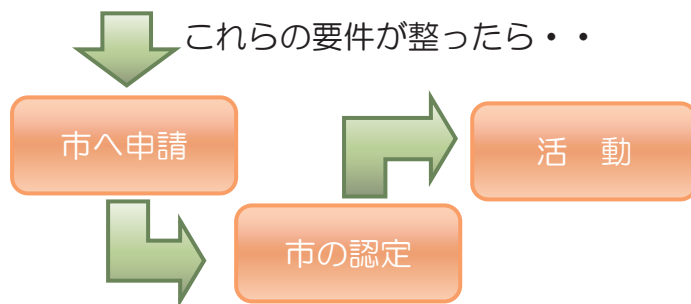 これらの要件が整ったら・・
市へ申請
活　動
市の認定